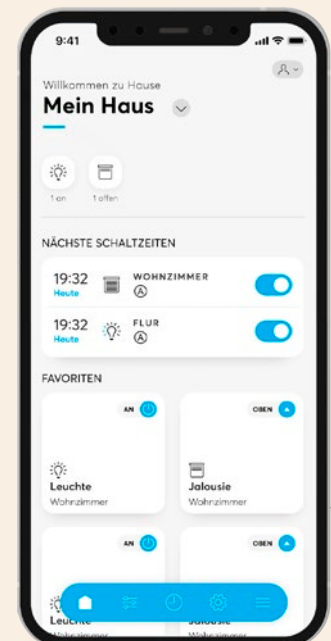 9:41
Willkommen zu Hause
Mein Haus
1 an 1 offen
NÄCHSTE SCHALTZEITEN
19:32 WOHNZIMMER
Heute A
19:32 FLUR
Heute A
FAVORITEN
AN OBEN
Leuchte Jalousie
Wohnzimmer Wohnzimmer
AN OBEN
Jalousie